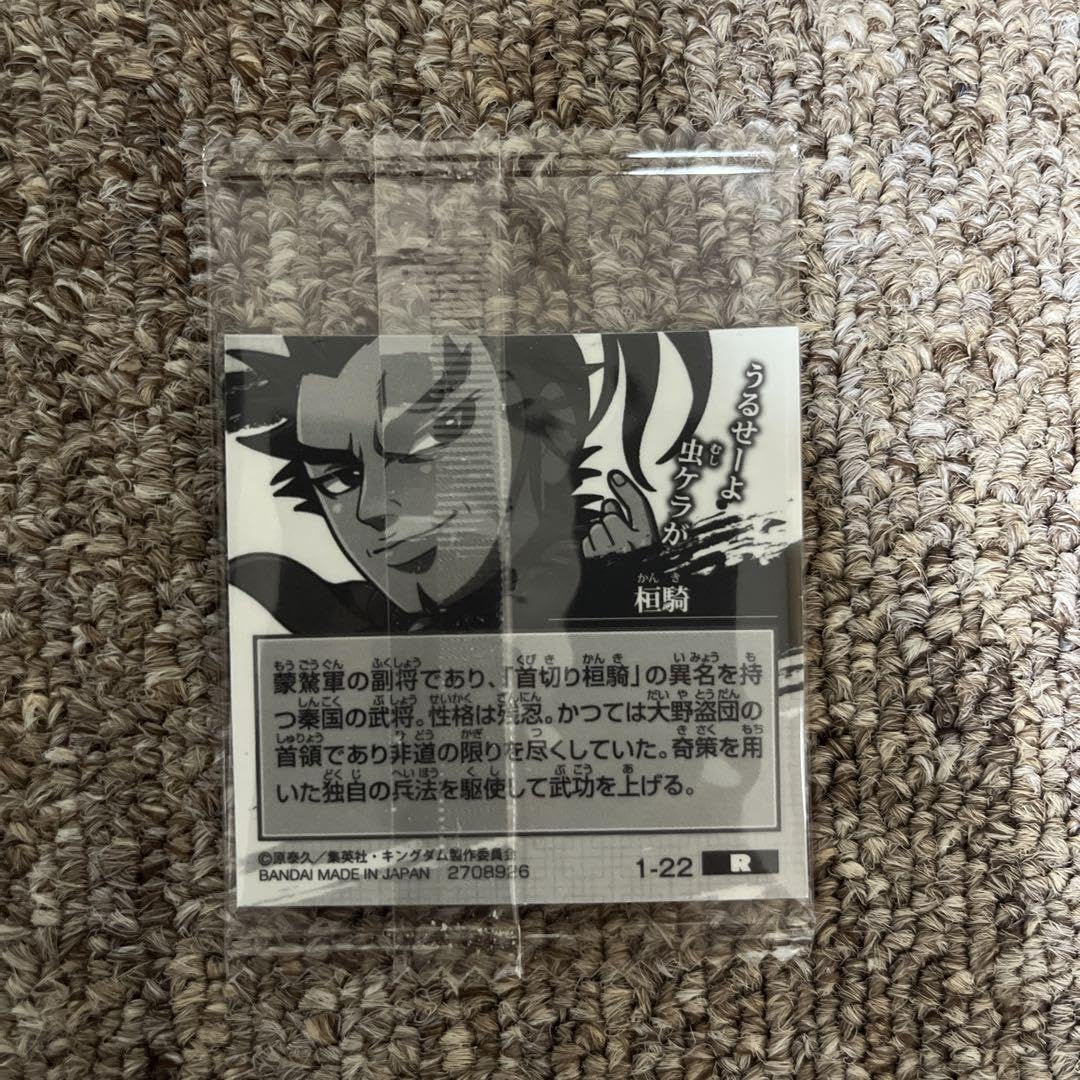 うるせーよ
虫ケラが
桓騎
蒙驁軍の副将であり、「首切り桓騎」の異名を持
つ秦国の武将。性格は残忍。かつては大野盗団の
首領であり非道の限りを尽くしていた。奇策を用
いた独自の兵法を駆使して武功を上げる。
©原泰久／集英社・キングダム製作委員会
BANDAI MADE IN JAPAN 2708926
1-22 R